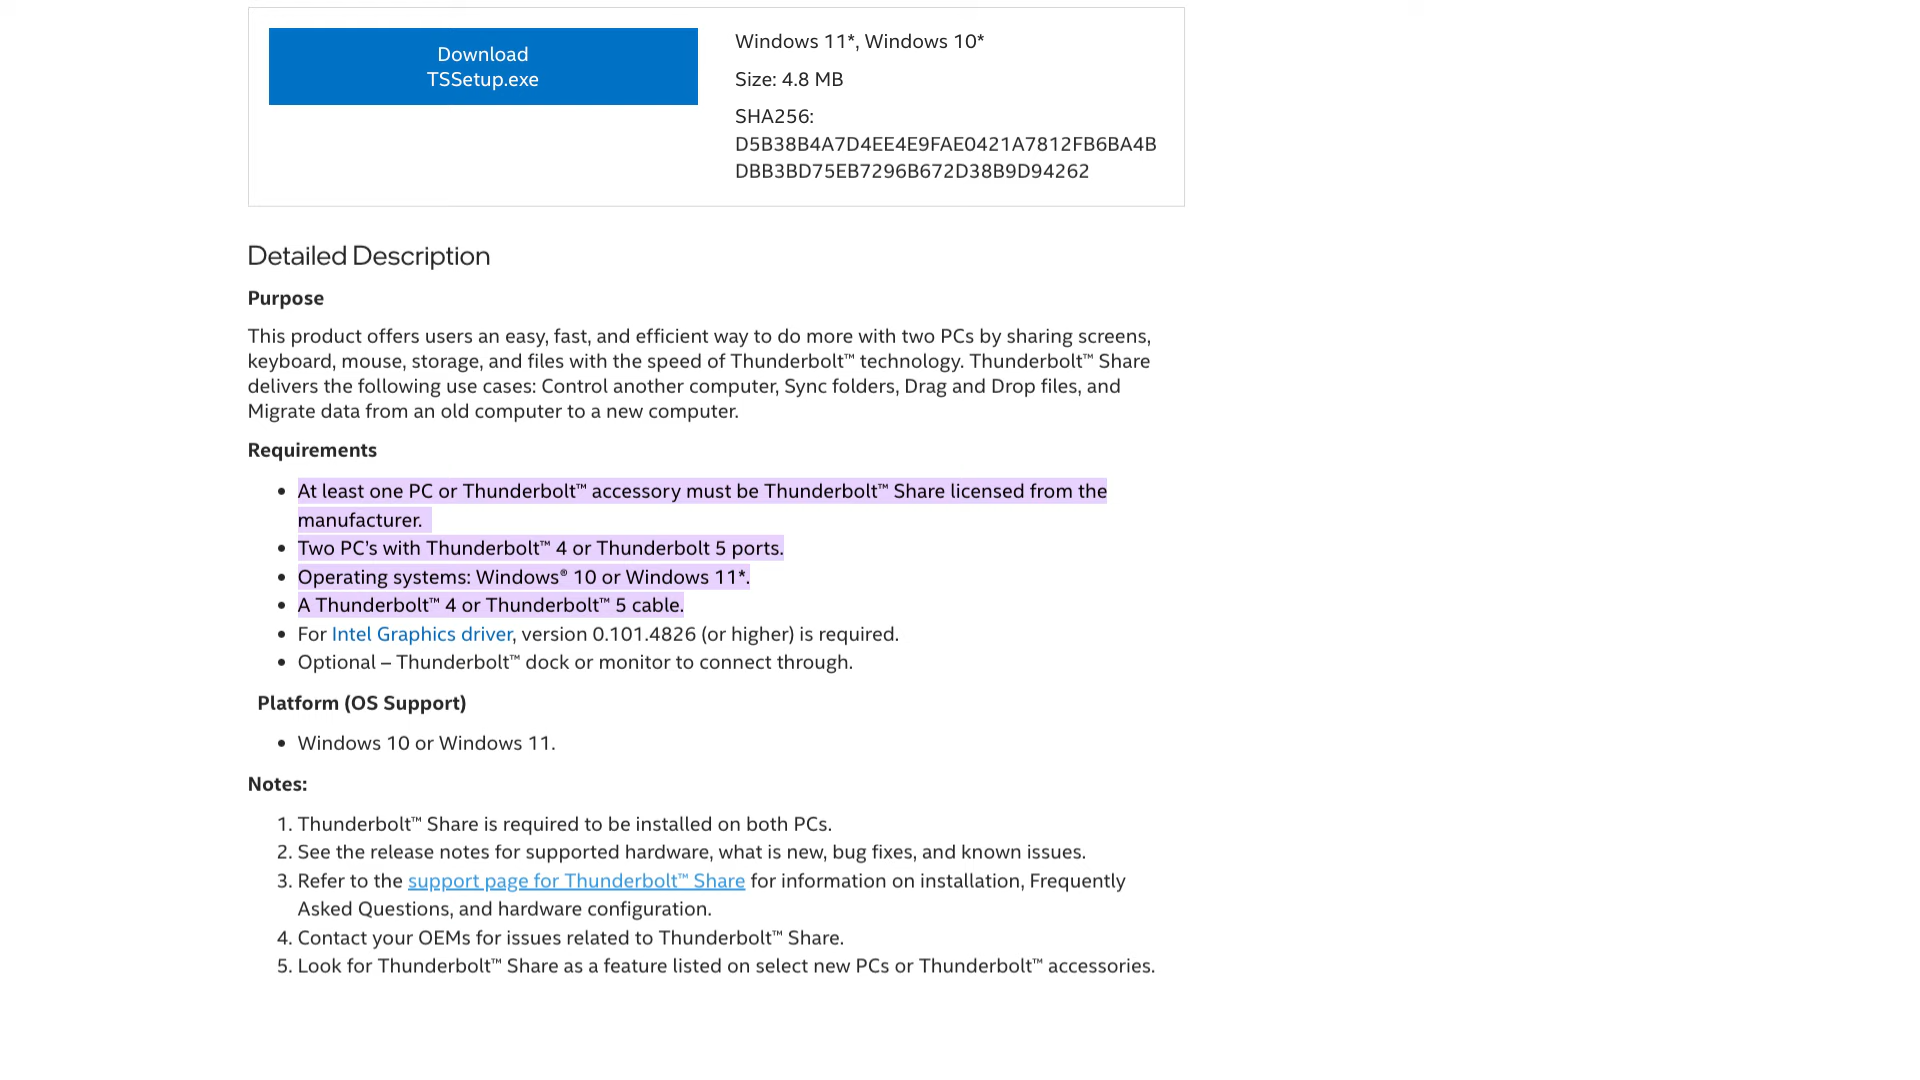 Download
TSSetup.exe
Windows 11*, Windows 10*
Size: 4.8 MB
SHA256:
D5B38B4A7D4EE4E9FAE0421A7812FB6BA4B
DBB3BD75EB7296B672D38B9D94262
Detailed Description
Purpose
This product offers users an easy, fast, and efficient way to do more with two PCs by sharing screens,
keyboard, mouse, storage, and files with the speed of Thunderbolt™ technology. Thunderbolt™ Share
delivers the following use cases: Control another computer, Sync folders, Drag and Drop files, and
Migrate data from an old computer to a new computer.
Requirements
• At least one PC or Thunderbolt™ accessory must be Thunderbolt™ Share licensed from the
manufacturer.
• Two PC’s with Thunderbolt™ 4 or Thunderbolt 5 ports.
• Operating systems: Windows® 10 or Windows 11*.
• A Thunderbolt™ 4 or Thunderbolt™ 5 cable.
• For Intel Graphics driver, version 0.101.4826 (or higher) is required.
• Optional – Thunderbolt™ dock or monitor to connect through.
Platform (OS Support)
• Windows 10 or Windows 11.
Notes:
1. Thunderbolt™ Share is required to be installed on both PCs.
2. See the release notes for supported hardware, what is new, bug fixes, and known issues.
3. Refer to the support page for Thunderbolt™ Share for information on installation, Frequently
Asked Questions, and hardware configuration.
4. Contact your OEMs for issues related to Thunderbolt™ Share.
5. Look for Thunderbolt™ Share as a feature listed on select new PCs or Thunderbolt™ accessories.